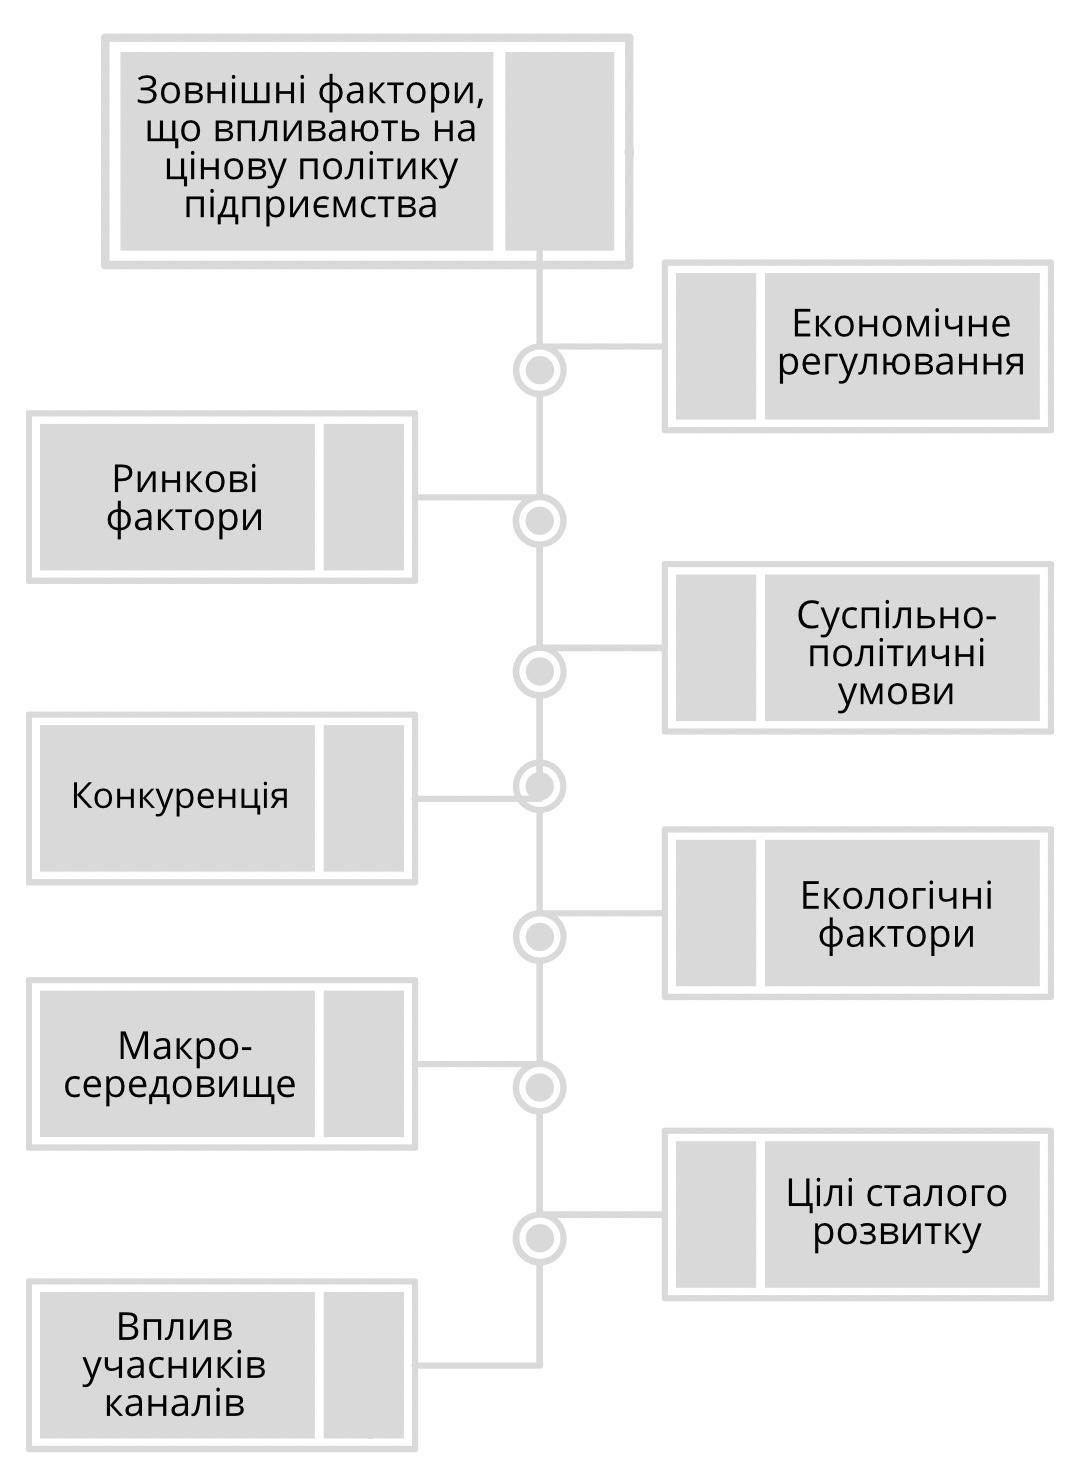 Зовнішні фактори,
що впливають на
цінову політику
підприємства
Економічне
регулювання
Ринкові
фактори
Суспільно-
політичні
умови
Конкуренція
Екологічні
фактори
Макро-
середовище
Цілі сталого
розвитку
Вплив
учасників
каналів